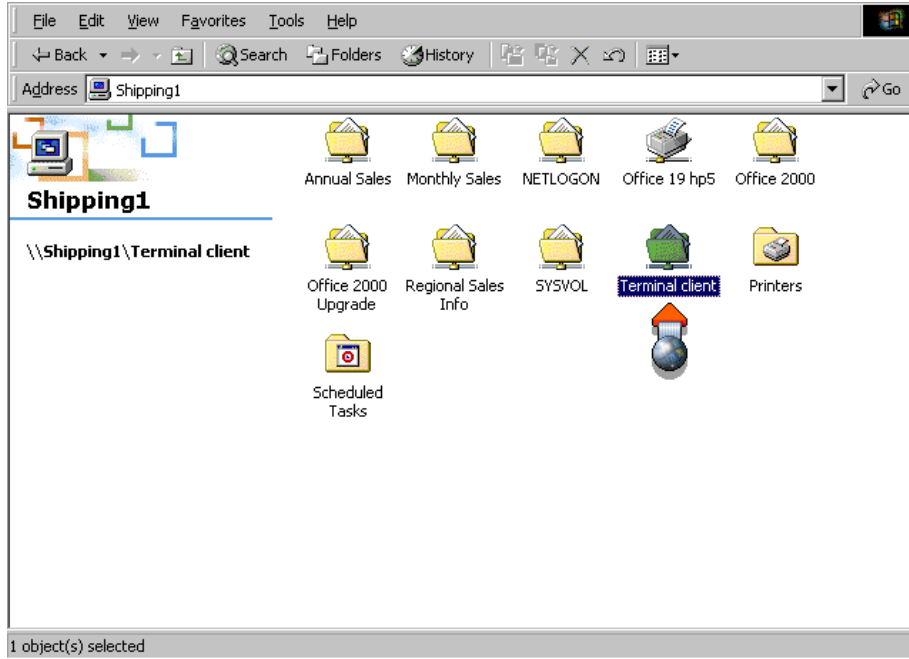 File Edit View Favorites Tools Help
Back Search Folders History
Address Shipping1 Go
Shipping1
\\Shipping1\Terminal client
Annual Sales Monthly Sales NETLOGON Office 19 hp5 Office 2000
Office 2000 Upgrade Regional Sales Info SYSVOL Terminal client Printers
Scheduled Tasks
1 object(s) selected